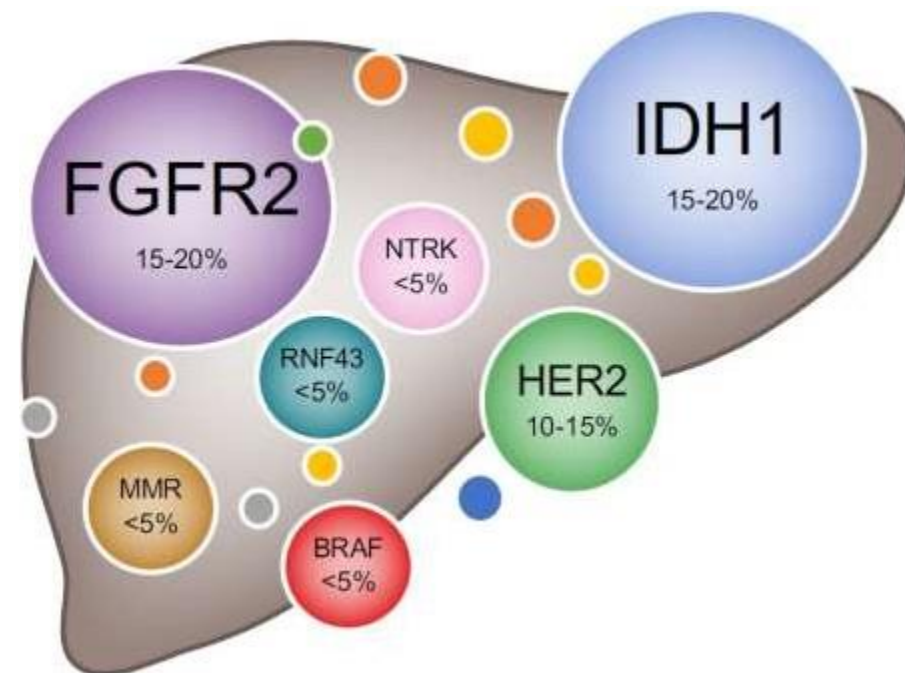 FGFR2
15-20%
IDH1
15-20%
NTRK
<5%
RNF43
<5%
HER2
10-15%
MMR
<5%
BRAF
<5%